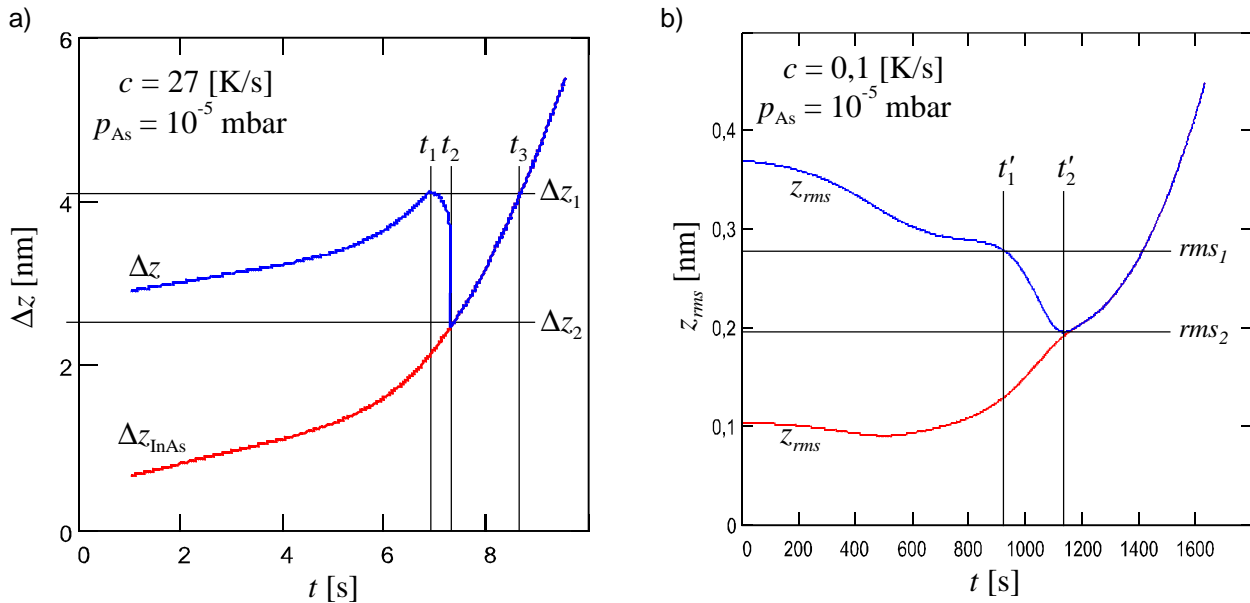 a)
6
4
2
0
Δz [nm]
c = 27 [K/s]
p_As = 10^-5 mbar
t_1 t_2 t_3
Δz_1
Δz
Δz_2
Δz_InAs
0 2 4 6 8
t [s]
b)
c = 0,1 [K/s]
p_As = 10^-5 mbar
0,4
0,3
0,2
0,1
0
z_rms [nm]
z_rms
t'_1 t'_2
rms_1
rms_2
z_rms
0 200 400 600 800 1000 1200 1400 1600
t [s]